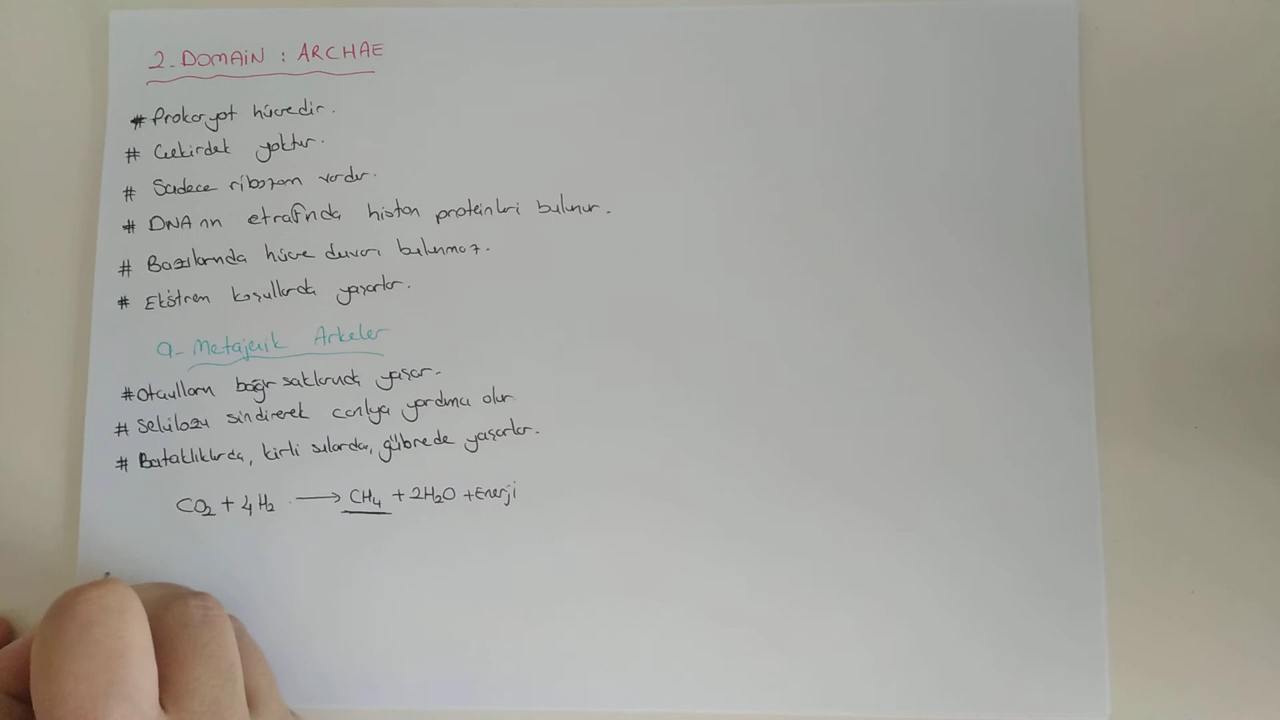 2. DOMAİN : ARCHAE
# Prokaryot hücredir.
# Çekirdek yoktur.
# Sadece ribozom vardır.
# DNA nın etrafında histon proteinleri bulunur.
# Bazılarında hücre duvarı bulunmaz.
# Ekstrem koşullarda yaşarlar.
a- Metajenik Arkeler
# Otçulların bağırsaklarında yaşar.
# Selülozu sindirerek canlıya yardımcı olur
# Bataklıklarda, kirli sularda, gübrede yaşarlar.
CO₂ + 4H₂ → CH₄ + 2H₂O + Enerji